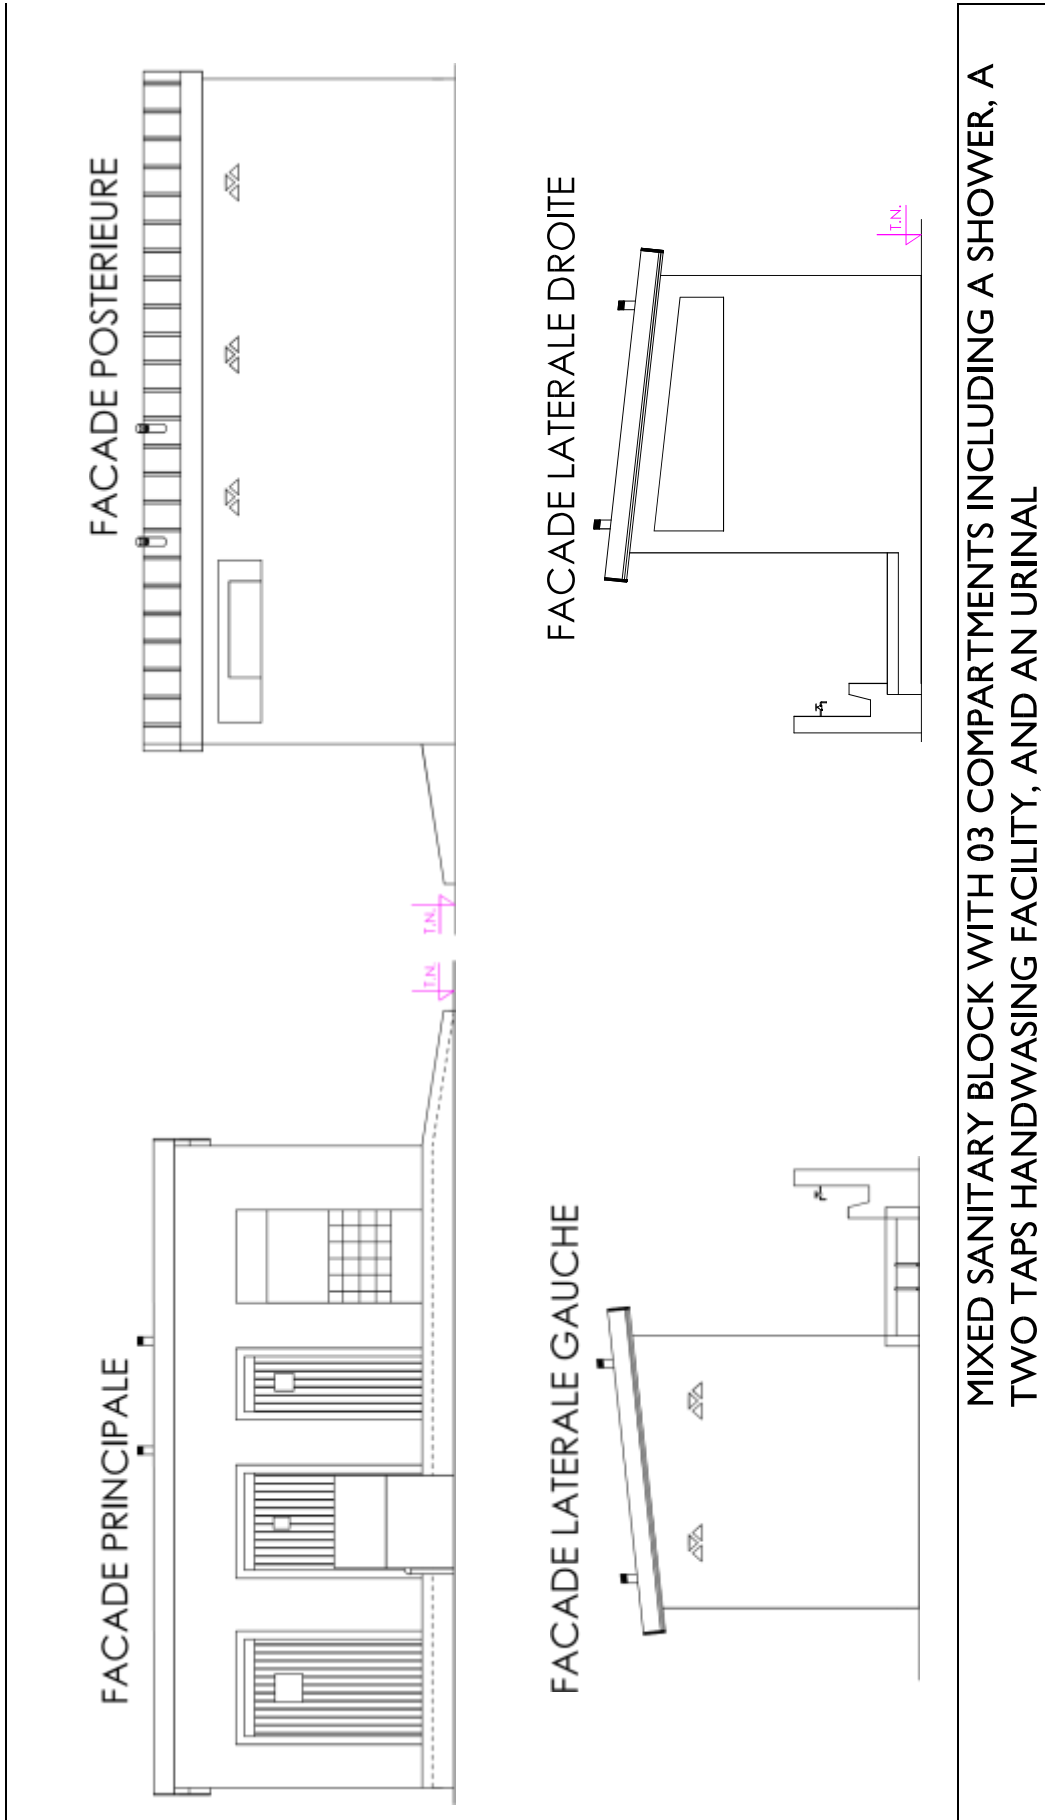 FACADE PRINCIPALE
FACADE POSTERIEURE
T.N.
T.N.
FACADE LATERALE GAUCHE
FACADE LATERALE DROITE
T.N.
MIXED SANITARY BLOCK WITH 03 COMPARTMENTS INCLUDING A SHOWER, A
TWO TAPS HANDWASING FACILITY, AND AN URINAL